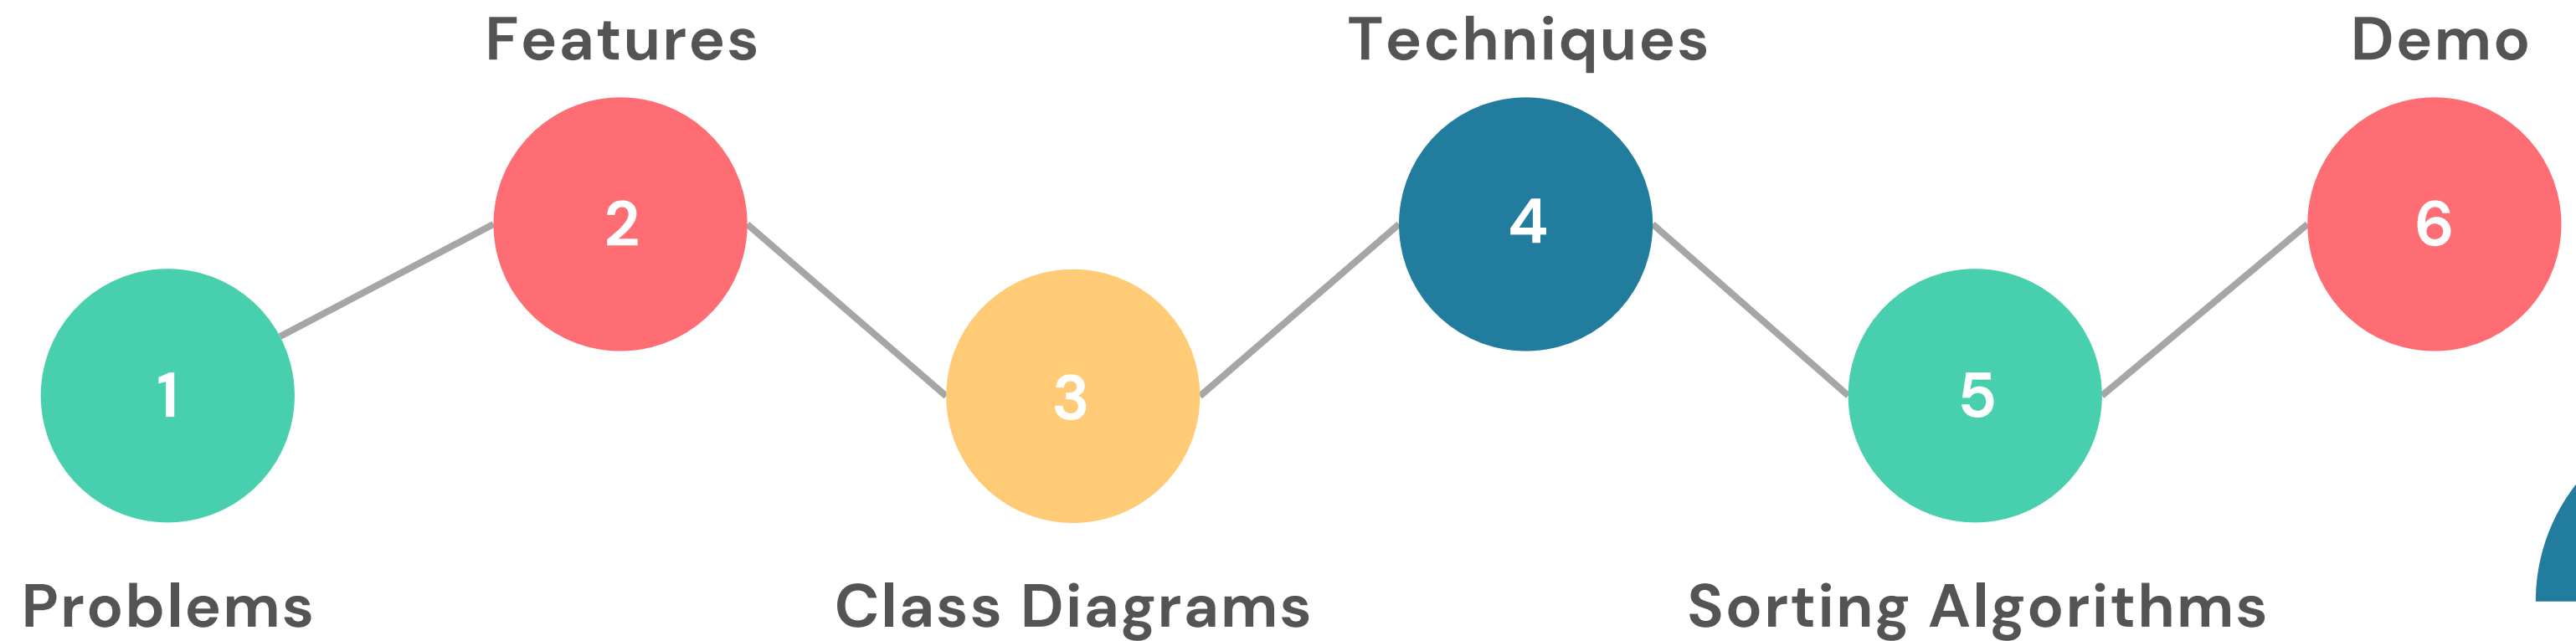 Features
Techniques
Demo
2
4
6
1
3
5
Problems
Class Diagrams
Sorting Algorithms